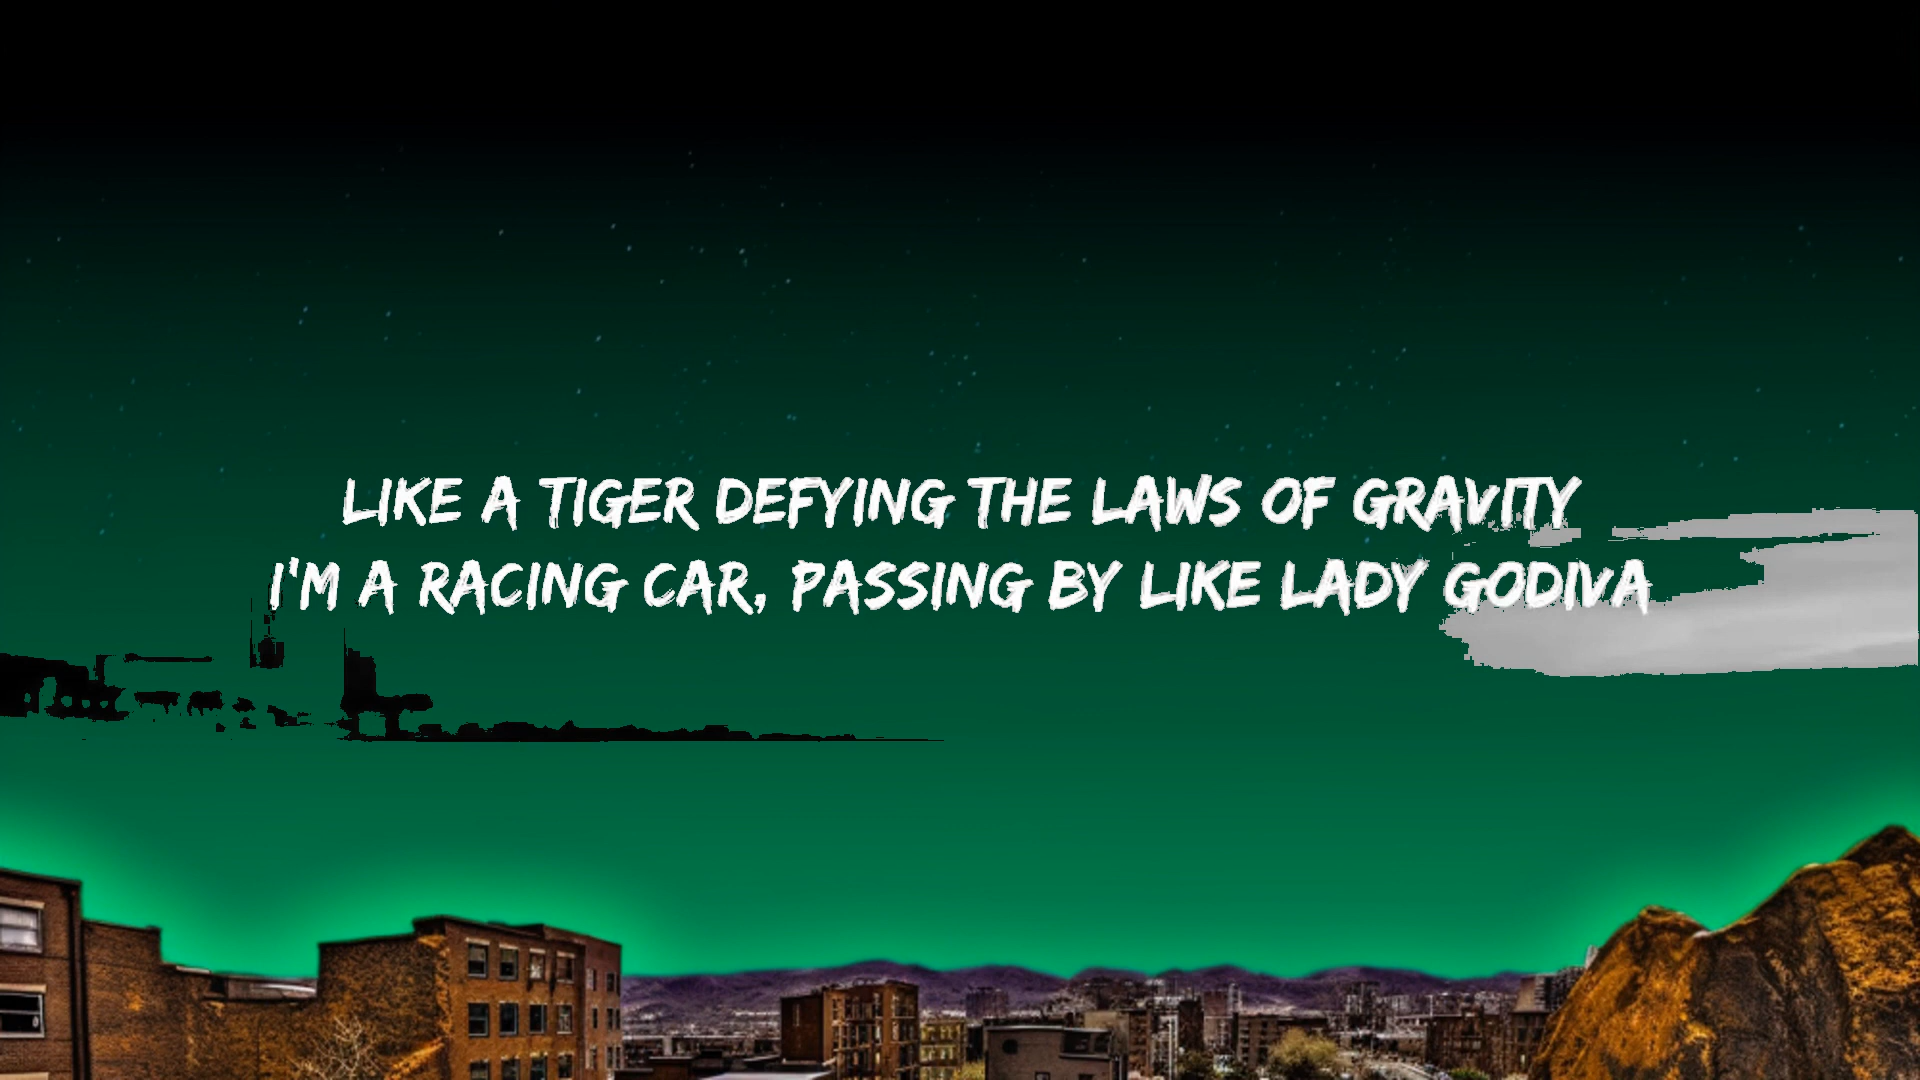 LIKE A TIGER DEFYING THE LAWS OF GRAVITY
I'M A RACING CAR, PASSING BY LIKE LADY GODIVA